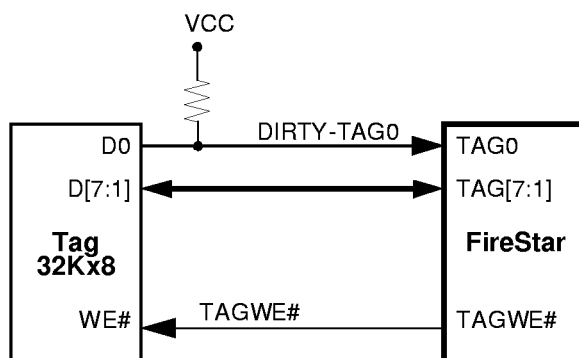 VCC
DIRTY-TAG0
D0
TAG0
D[7:1]
TAG[7:1]
Tag
32Kx8
FireStar
TAGWE#
WE#
TAGWE#